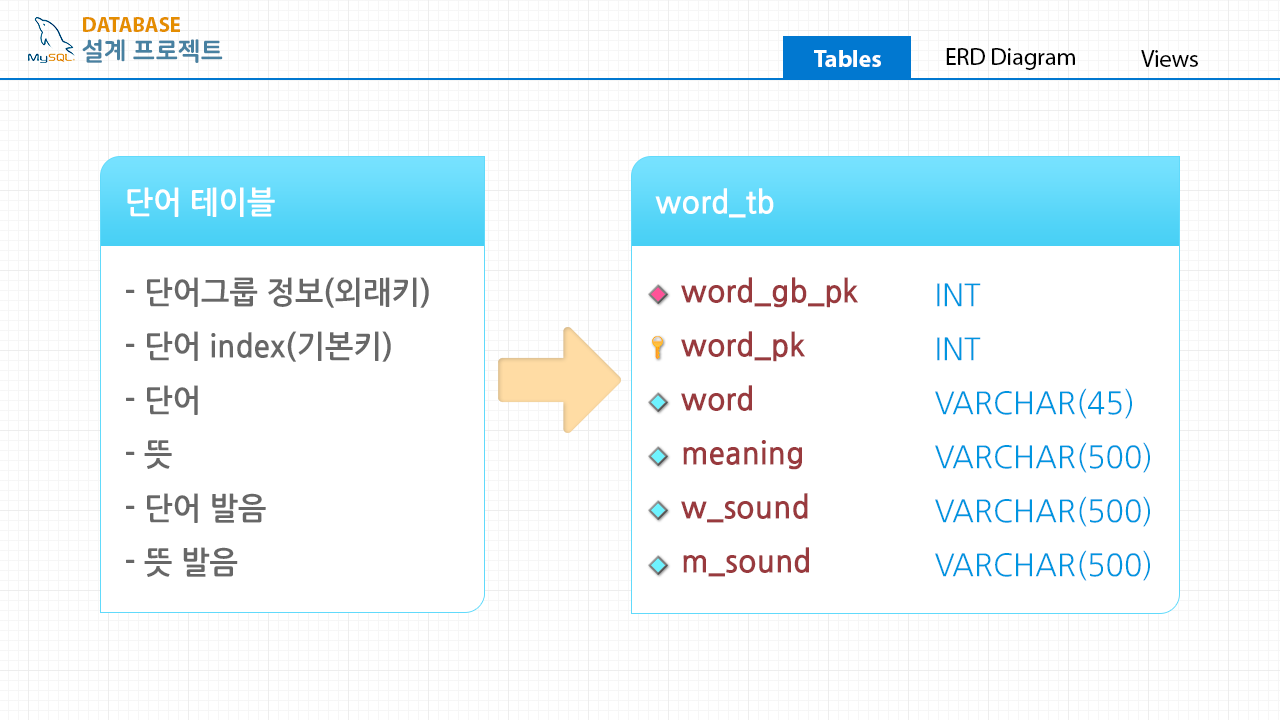 DATABASE
설계 프로젝트
MySQL
Tables
ERD Diagram
Views
단어 테이블
- 단어그룹 정보(외래키)
- 단어 index(기본키)
- 단어
- 뜻
- 단어 발음
- 뜻 발음
word_tb
word_gb_pk INT
word_pk INT
word VARCHAR(45)
meaning VARCHAR(500)
w_sound VARCHAR(500)
m_sound VARCHAR(500)